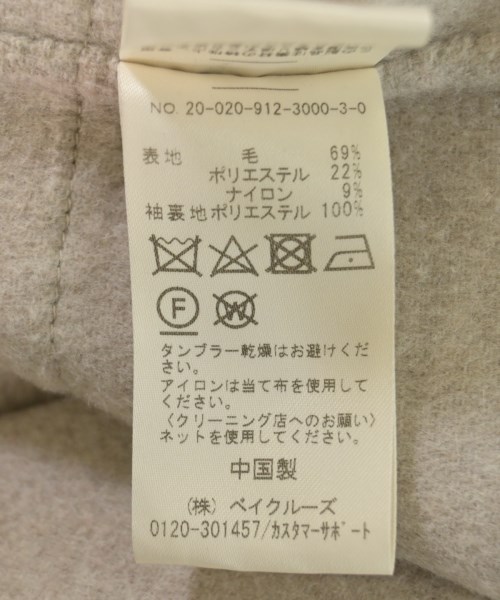 NO. 20-020-912-3000-3-0
表地 毛 69%
ポリエステル 22%
ナイロン 9%
袖裏地ポリエステル 100%
F W
タンブラー乾燥はお避けくだ
さい。
アイロンは当て布を使用して
ください。
〈クリーニング店へのお願い〉
ネットを使用してください。
中国製
(株) ベイクルーズ
0120-301457/カスタマーサポート